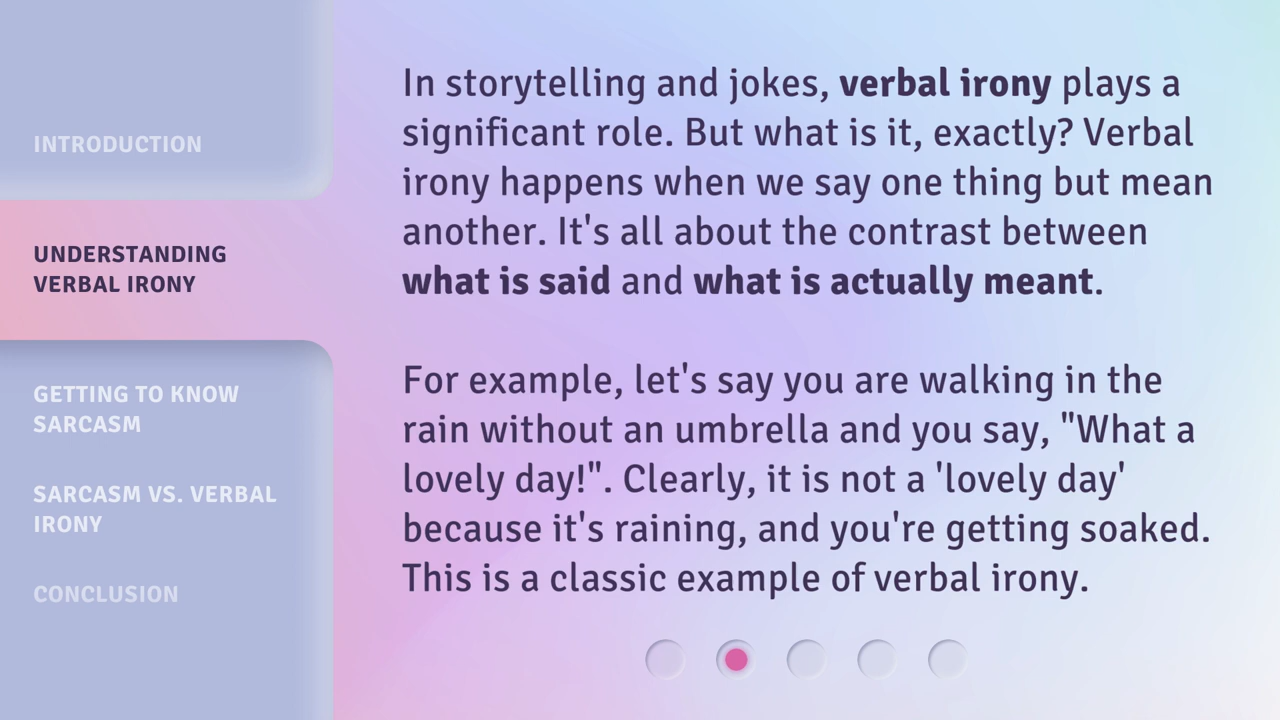 INTRODUCTION
UNDERSTANDING
VERBAL IRONY
GETTING TO KNOW
SARCASM
SARCASM VS. VERBAL
IRONY
CONCLUSION
In storytelling and jokes, verbal irony plays a
significant role. But what is it, exactly? Verbal
irony happens when we say one thing but mean
another. It's all about the contrast between
what is said and what is actually meant.
For example, let's say you are walking in the
rain without an umbrella and you say, "What a
lovely day!". Clearly, it is not a 'lovely day'
because it's raining, and you're getting soaked.
This is a classic example of verbal irony.